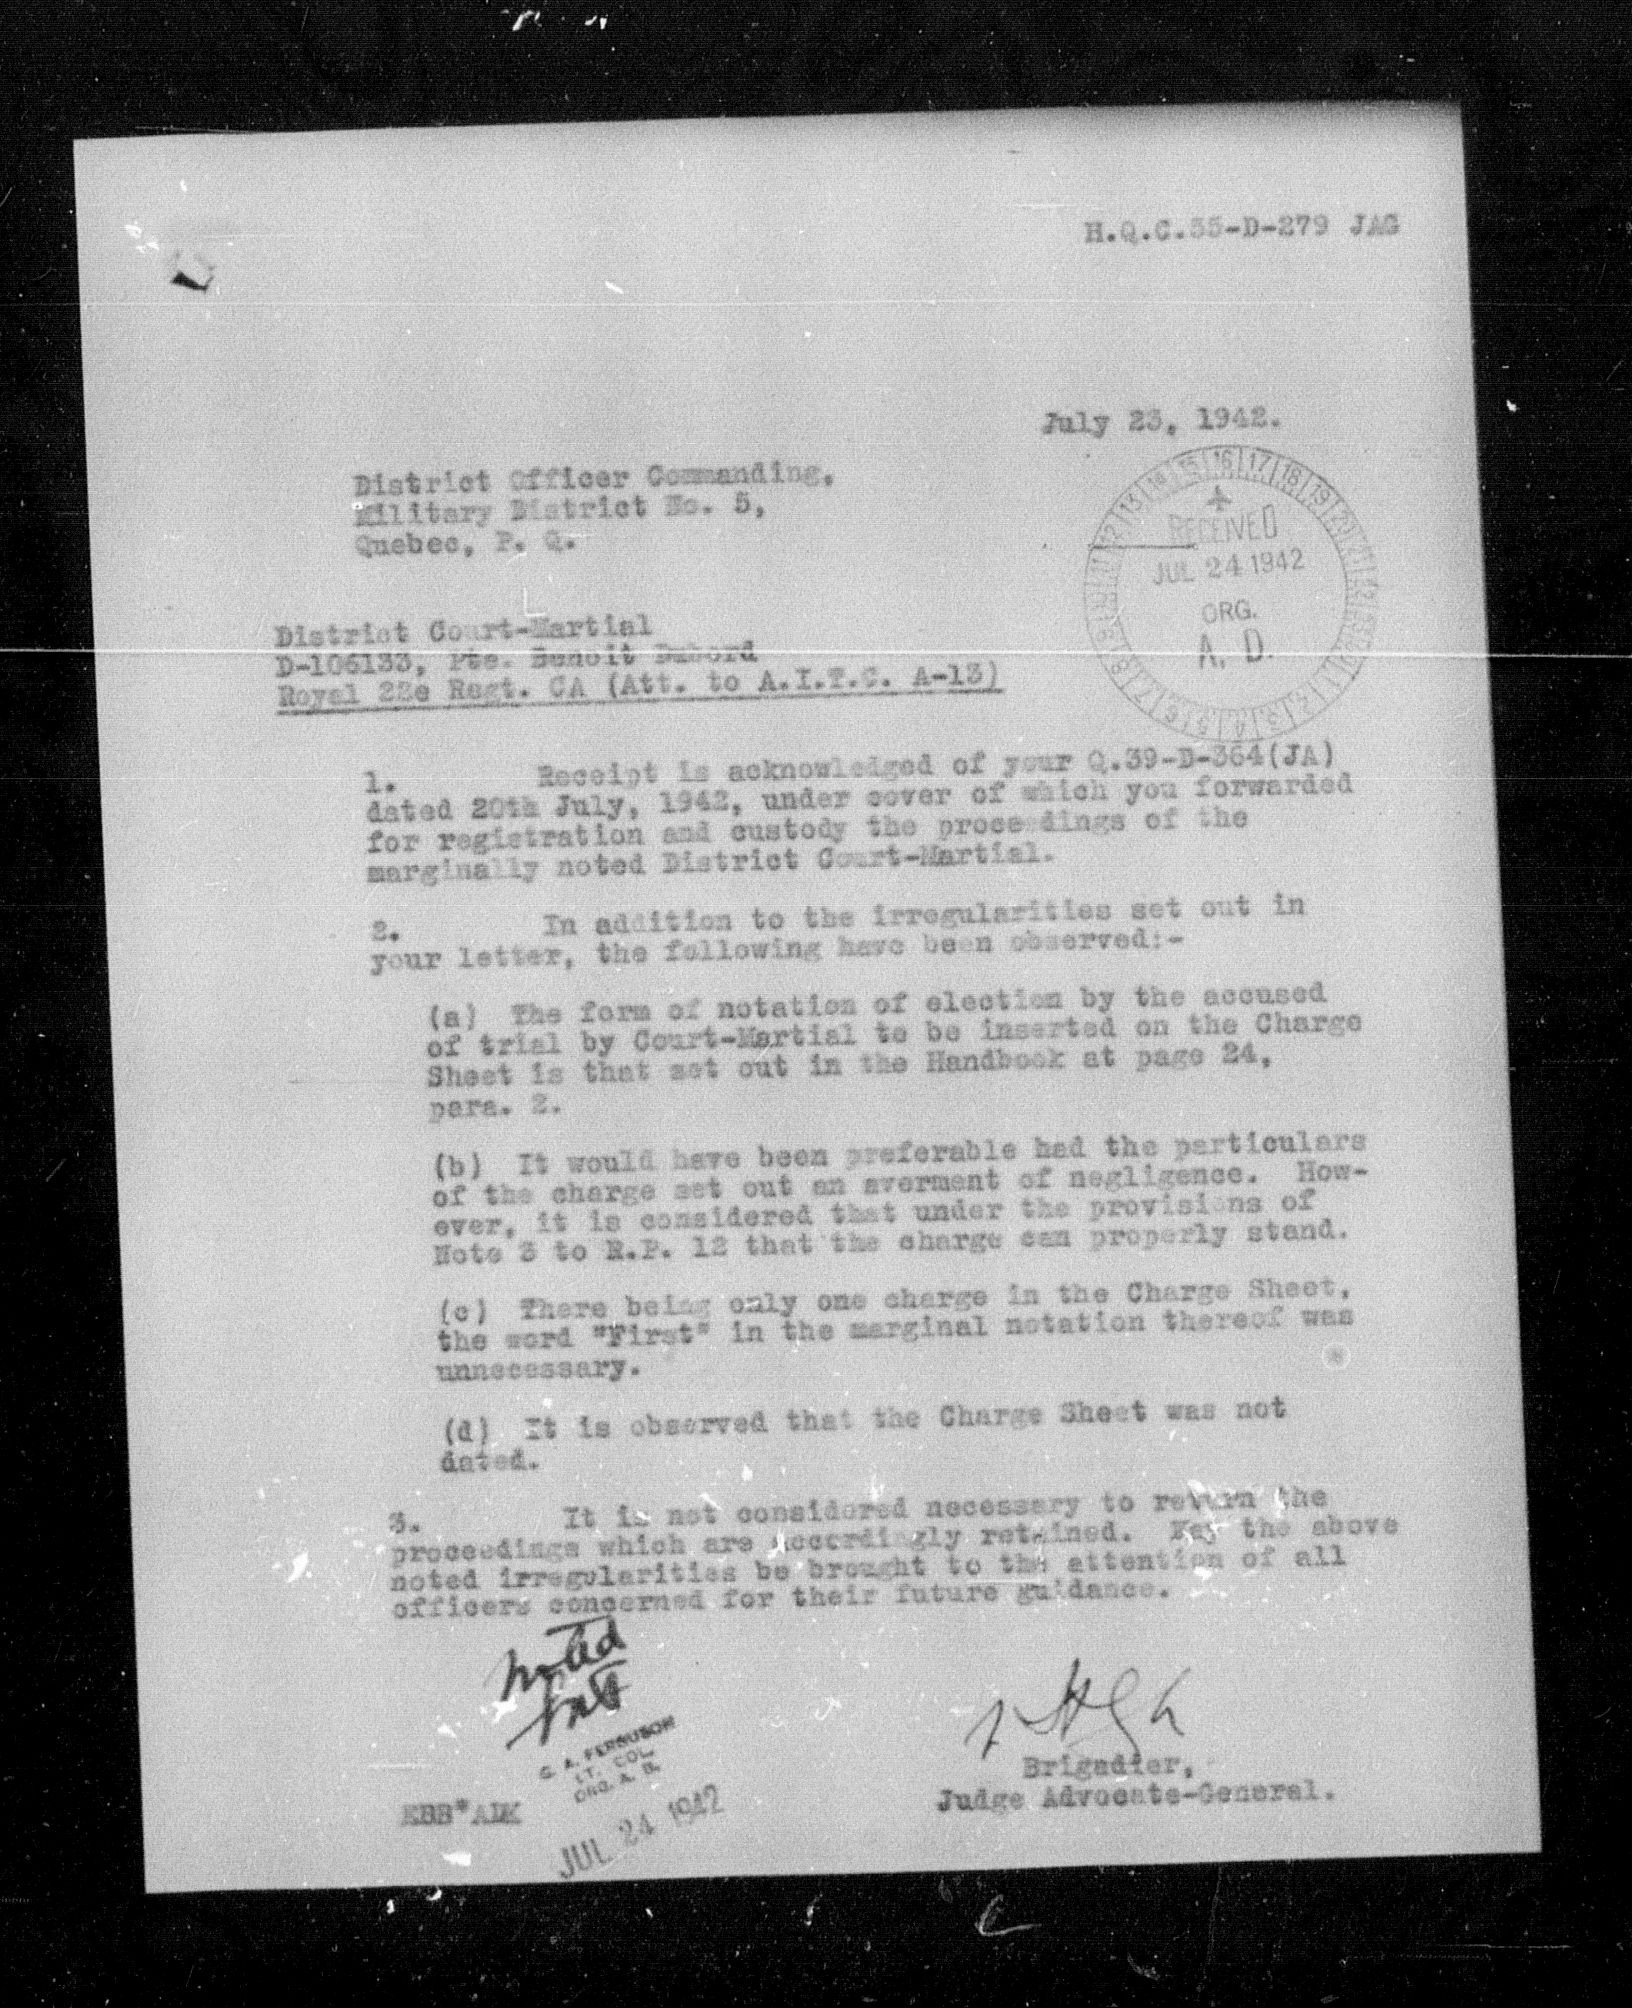 H.Q.C.55-D-279 JAG
July 23, 1942.
District Officer Commanding,
Military District No. 5,
Quebec, P. Q.
15 16 17 18 19
RECEIVED
JUL 24 1942
ORG.
A. D.
District Court-Martial
D-106133, Pte. Benoit Dubord
Royal 22e Regt. CA (Att. to A.I.T.C. A-13)
1. Receipt is acknowledged of your Q.39-D-364(JA)
dated 20th July, 1942, under cover of which you forwarded
for registration and custody the proceedings of the
marginally noted District Court-Martial.
2. In addition to the irregularities set out in
your letter, the following have been observed:-
(a) The form of notation of election by the accused
of trial by Court-Martial to be inserted on the Charge
Sheet is that set out in the Handbook at page 24,
para. 2.
(b) It would have been preferable had the particulars
of the charge set out an averment of negligence. How-
ever, it is considered that under the provisions of
Note 3 to R.P. 12 that the charge can properly stand.
(c) There being only one charge in the Charge Sheet,
the word "First" in the marginal notation thereof was
unnecessary.
(d) It is observed that the Charge Sheet was not
dated.
3. It is not considered necessary to return the
proceedings which are accordingly retained. May the above
noted irregularities be brought to the attention of all
officers concerned for their future guidance.
noted
G. A. FERGUSON
LT. COL.
ORG. A. D.
JUL 24 1942
Brigadier,
Judge Advocate-General.
EBB*ALK